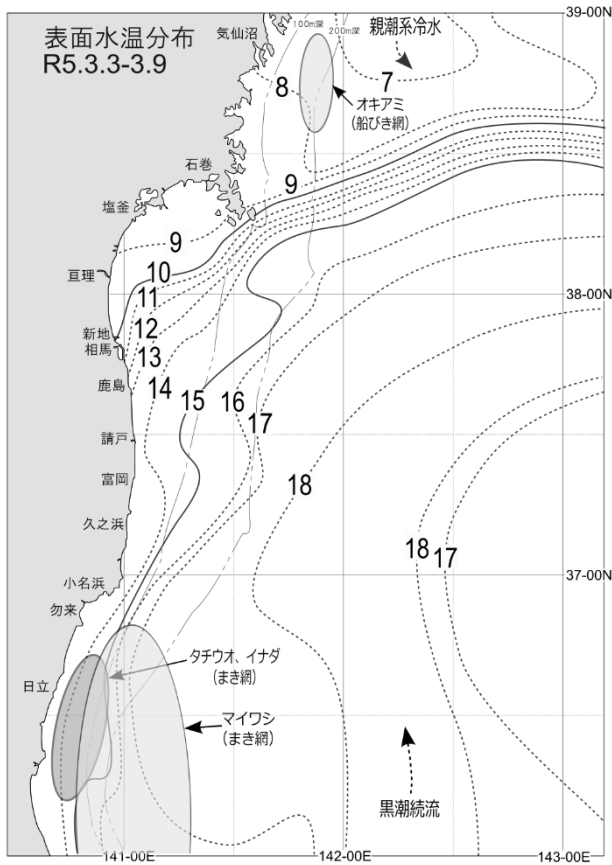 表面水温分布
R5.3.3-3.9
39-00N
気仙沼
100m深
200m深
親潮系冷水
8
7
オキアミ
(船びき網)
石巻
9
塩釜
9
亘理
10
38-00N
11
新地
12
相馬
13
鹿島
14
15
16
17
請戸
富岡
18
久之浜
18
17
37-00N
小名浜
勿来
タチウオ、イナダ
(まき網)
日立
マイワシ
(まき網)
黒潮続流
141-00E
142-00E
143-00E